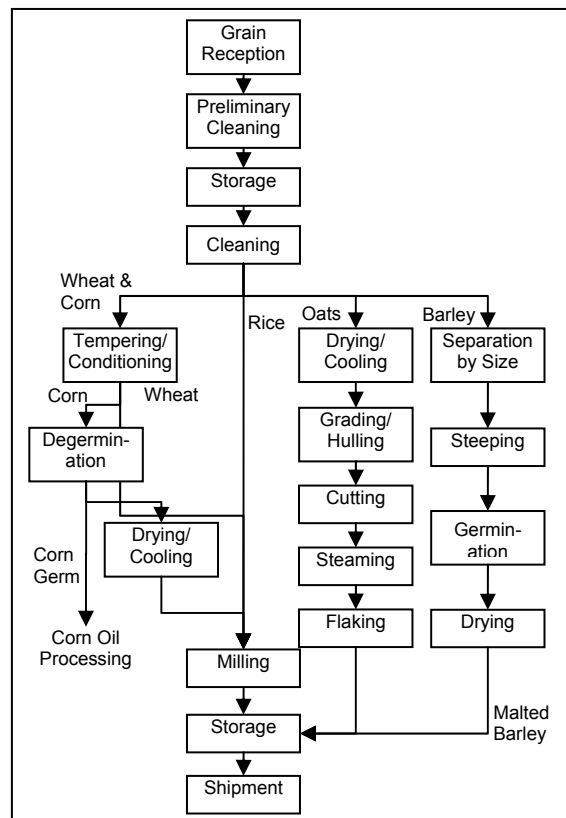 Grain
Reception
Preliminary
Cleaning
Storage
Cleaning
Wheat &
Corn
Rice
Oats
Barley
Tempering/
Conditioning
Drying/
Cooling
Separation
by Size
Corn
Wheat
Grading/
Hulling
Steeping
Degermin-
ation
Cutting
Drying/
Cooling
Germin-
ation
Corn
Germ
Steaming
Flaking
Drying
Corn Oil
Processing
Milling
Malted
Barley
Storage
Shipment